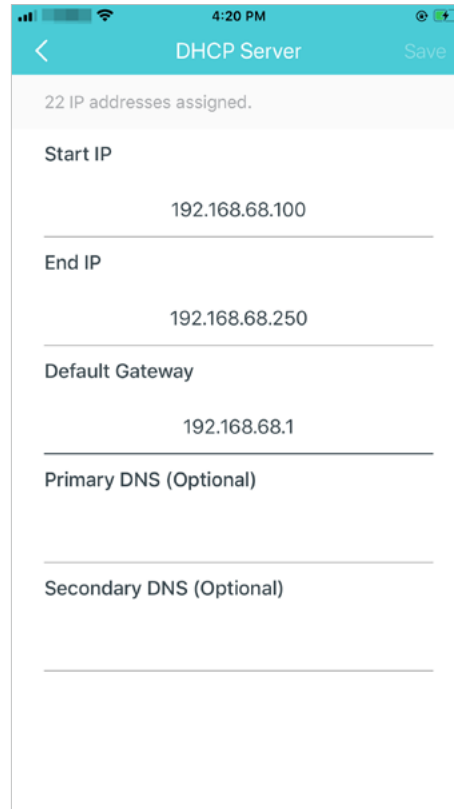 4:20 PM
DHCP Server
Save
22 IP addresses assigned.
Start IP
192.168.68.100
End IP
192.168.68.250
Default Gateway
192.168.68.1
Primary DNS (Optional)
Secondary DNS (Optional)